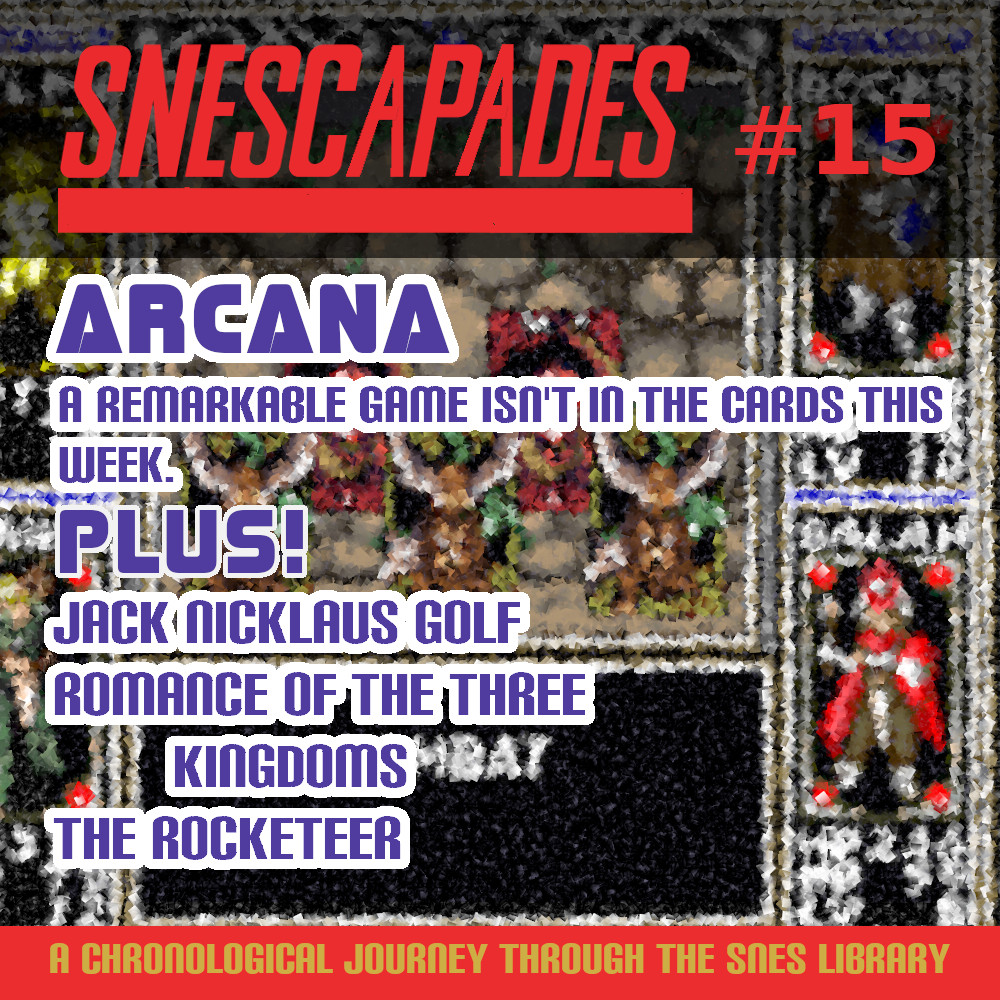 SNESCAPADES #15
ARCANA
A REMARKABLE GAME ISN'T IN THE CARDS THIS
WEEK.
PLUS!
JACK NICKLAUS GOLF
ROMANCE OF THE THREE
KINGDOMS
THE ROCKETEER
A CHRONOLOGICAL JOURNEY THROUGH THE SNES LIBRARY